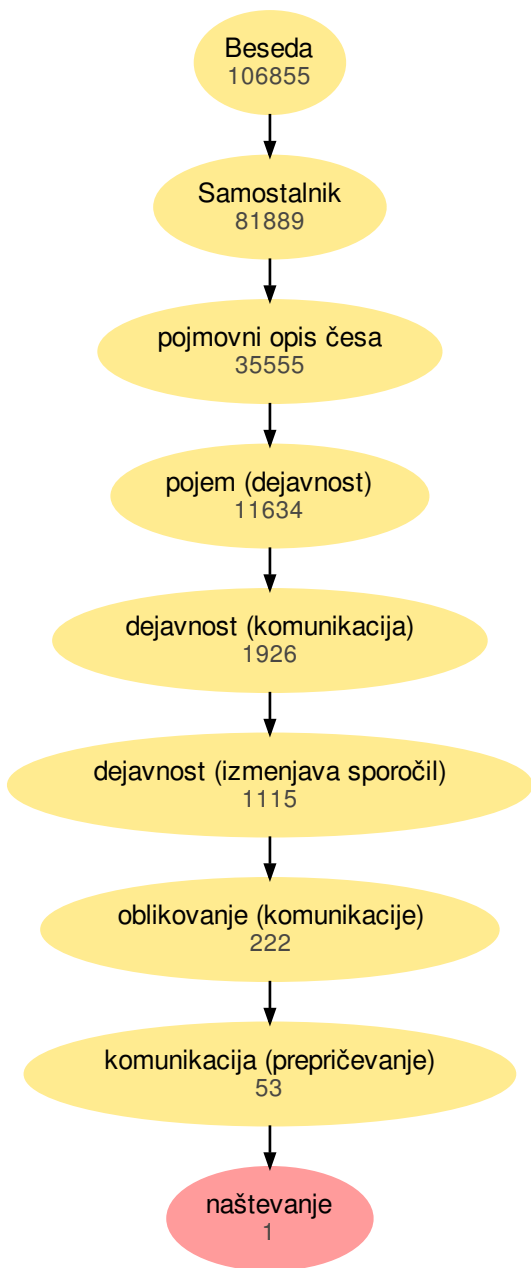 Beseda
106855
Samostalnik
81889
pojmovni opis česa
35555
pojem (dejavnost)
11634
dejavnost (komunikacija)
1926
dejavnost (izmenjava sporočil)
1115
oblikovanje (komunikacije)
222
komunikacija (prepričevanje)
53
naštevanje
1